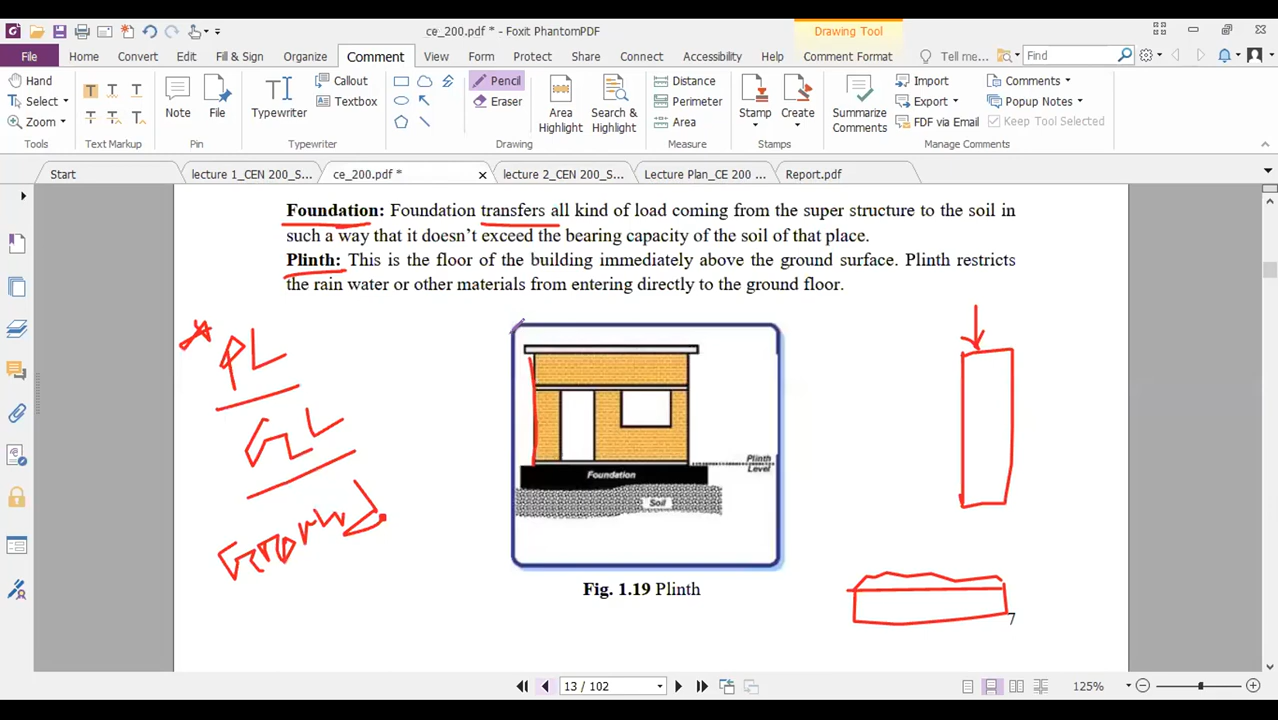 ce_200.pdf * - Foxit PhantomPDF
Drawing Tool
File Home Convert Edit Fill & Sign Organize Comment View Form Protect Share Connect Accessibility Help Comment Format Tell me... Find
Hand
Select
Zoom
Tools
Text Markup
Note
File
Pin
Typewriter
Callout
Textbox
Typewriter
Pencil
Eraser
Area Highlight
Search & Highlight
Drawing
Distance
Perimeter
Area
Measure
Stamp
Create
Stamps
Summarize Comments
Import
Export
FDF via Email
Comments
Popup Notes
Keep Tool Selected
Manage Comments
Start lecture 1_CEN 200_S... ce_200.pdf * lecture 2_CEN 200_S... Lecture Plan_CE 200 ... Report.pdf
Foundation: Foundation transfers all kind of load coming from the super structure to the soil in
such a way that it doesn't exceed the bearing capacity of the soil of that place.
Plinth: This is the floor of the building immediately above the ground surface. Plinth restricts
the rain water or other materials from entering directly to the ground floor.
PL
GL
Ground
Plinth
Level
Foundation
Soil
Fig. 1.19 Plinth
7
13 / 102
125%